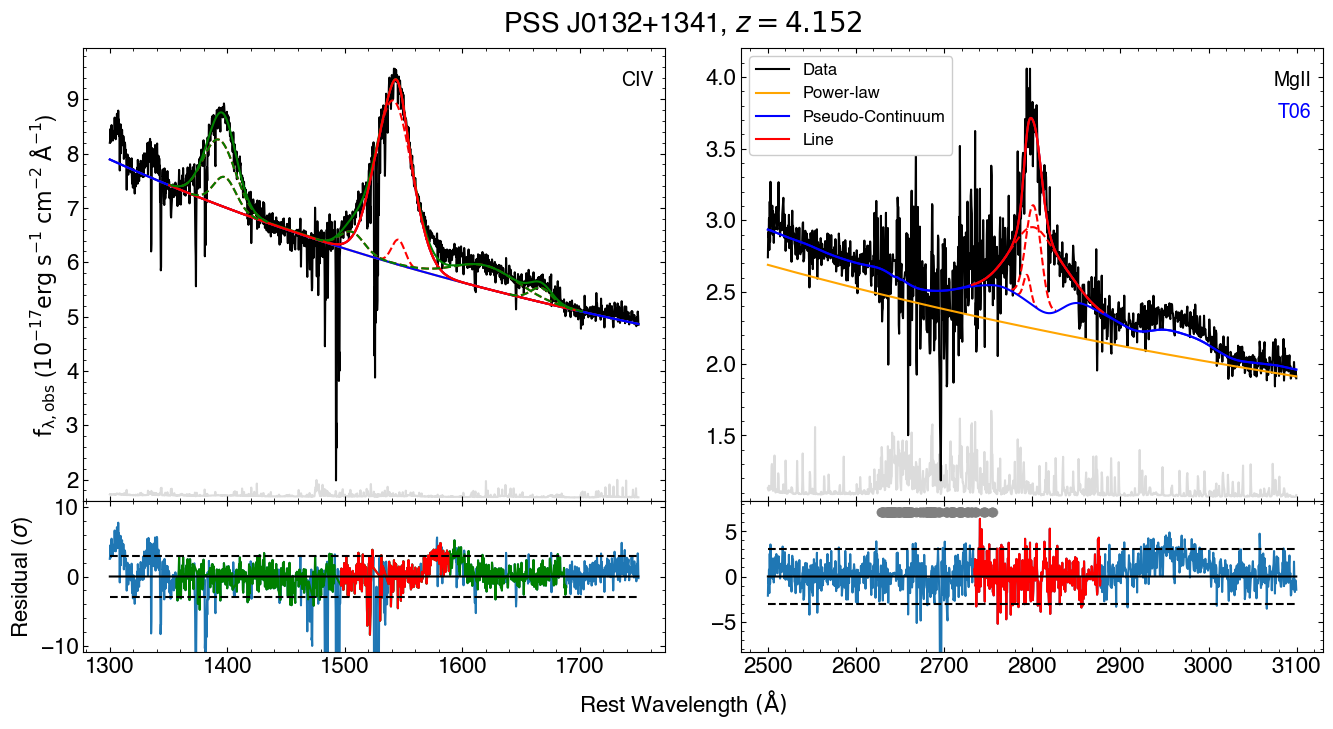 PSS J0132+1341, z = 4.152
CIV
9
8
7
6
5
4
3
2
f_λ, obs (10⁻¹⁷erg s⁻¹ cm⁻² Å⁻¹)
Data
Power-law
Pseudo-Continuum
Line
MgII
T06
4.0
3.5
3.0
2.5
2.0
1.5
10
0
−10
Residual (σ)
1300 1400 1500 1600 1700
5
0
−5
2500 2600 2700 2800 2900 3000 3100
Rest Wavelength (Å)